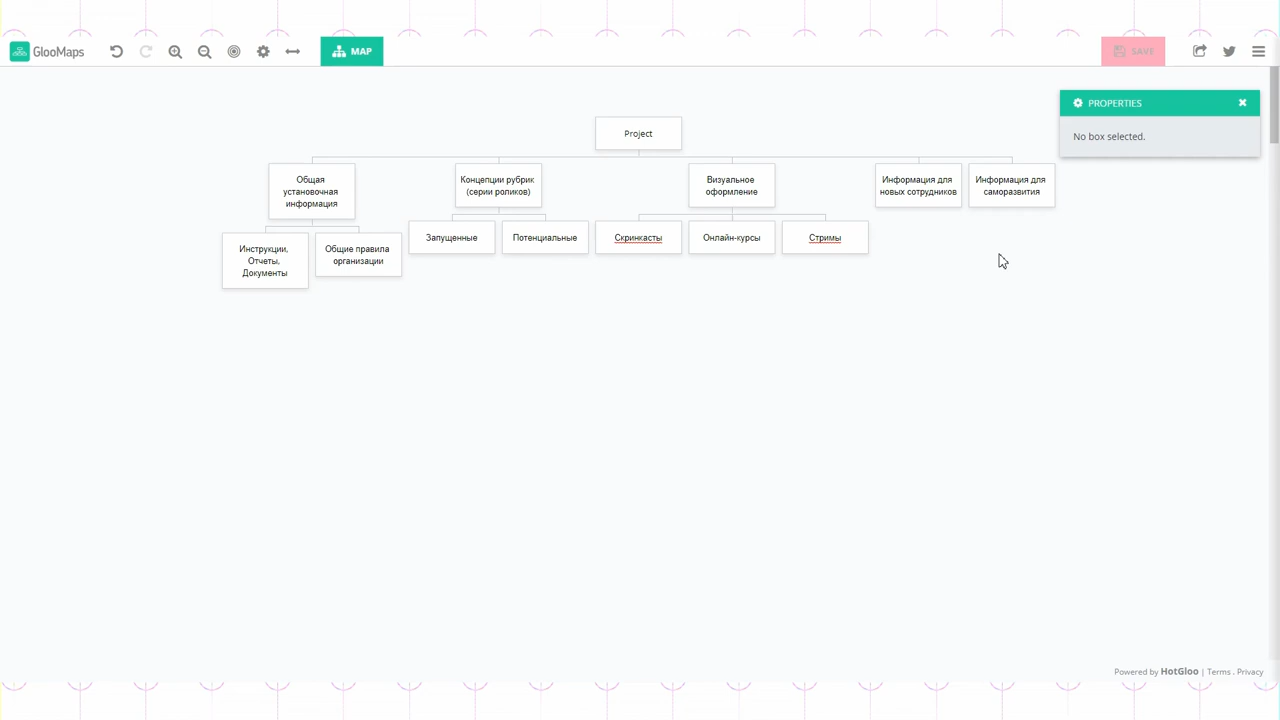 GlooMaps
MAP
SAVE
PROPERTIES
No box selected.
Project
Общая
установочная
информация
Концепции рубрик
(серии роликов)
Визуальное
оформление
Информация для
новых сотрудников
Информация для
саморазвития
Инструкции,
Отчеты,
Документы
Общие правила
организации
Запущенные
Потенциальные
Скринкасты
Онлайн-курсы
Стримы
Powered by HotGloo | Terms . Privacy